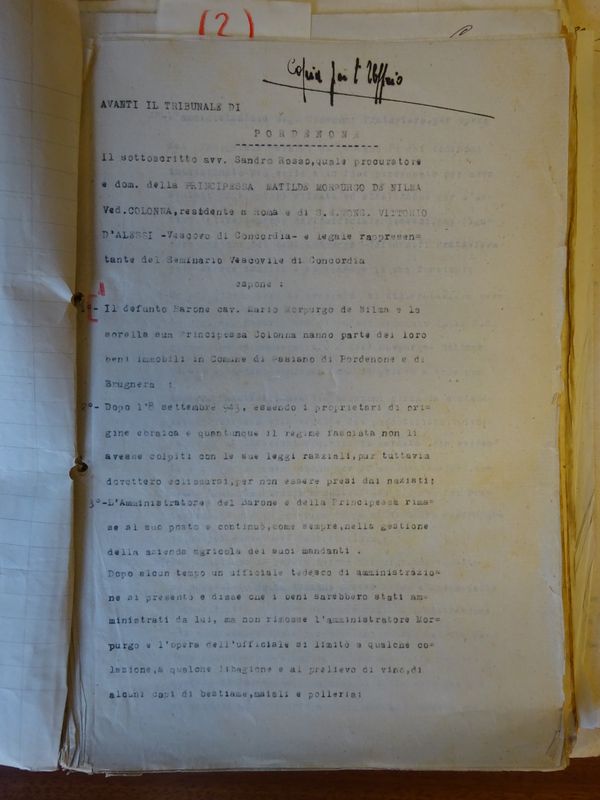 (2)
Copia per l'Uffcio
AVANTI IL TRIBUNALE DI
PORDENONE
Il sottoscritto avv. Sandro Rosso,quale procuratore
e dom. della PRINCIPESSA MATILDE MORPURGO DE NILMA
Ved.COLONNA,residente a Roma e di S.E.MONS. VITTORIO
D'ALESSI -Vescovo di Concordia- e legale rappresen=
tante del Seminario Vescovile di Concordia
espone :
1°- Il defunto Barone cav. Mario Morpurgo de Nilma e la
sorella sua Principessa Colonna hanno parte dei loro
beni immobili in Comune di Pasiano di Pordenone e di
Brugnera :
2°- Dopo l'8 settembre 943, essendo i proprietari di ori=
gine ebraica e quantunque il regime fascista non li
avesse colpiti con le sue leggi razziali,pur tuttavia
dovettero eclissarsi,per non essere presi dai nazisti;
3°-L'Amministratore del Barone e della Principessa rima=
se al suo posto e continuò,come sempre,nella gestione
della azienda agricola dei suoi mandanti .
Dopo alcun tempo un ufficiale tedesco di amministrazio=
ne si presentò e disse che i beni sarebbero stati am=
ministrati da lui, ma non rimosse l'amministratore Mor=
purgo e l'opera dell'ufficiale si limitò a qualche co=
lazione,a qualche libagione e al prelievo di vino,di
alcuni capi di bestiame,maiali e polleria: